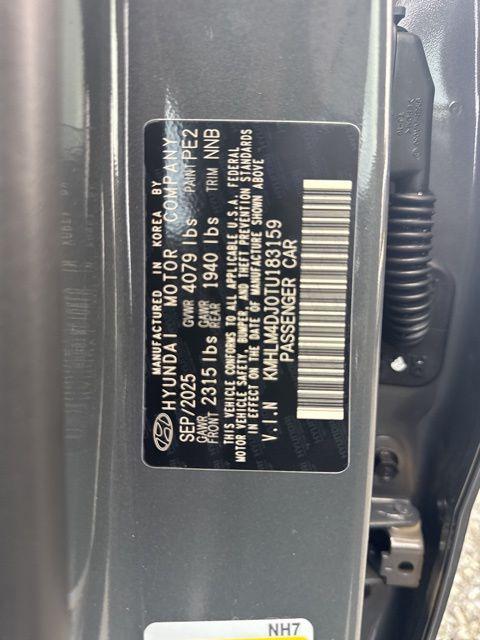 MANUFACTURED IN KOREA BY
HYUNDAI MOTOR COMPANY
SEP/2025 GVWR 4079 lbs PAINT PE2
GAWR FRONT 2315 lbs GAWR REAR 1940 lbs TRIM NNB
THIS VEHICLE CONFORMS TO ALL APPLICABLE U.S.A. FEDERAL
MOTOR VEHICLE SAFETY, BUMPER, AND THEFT PREVENTION STANDARDS
IN EFFECT ON THE DATE OF MANUFACTURE SHOWN ABOVE
V.I.N KMHLM4DJ0TU183159
PASSENGER CAR
NH7